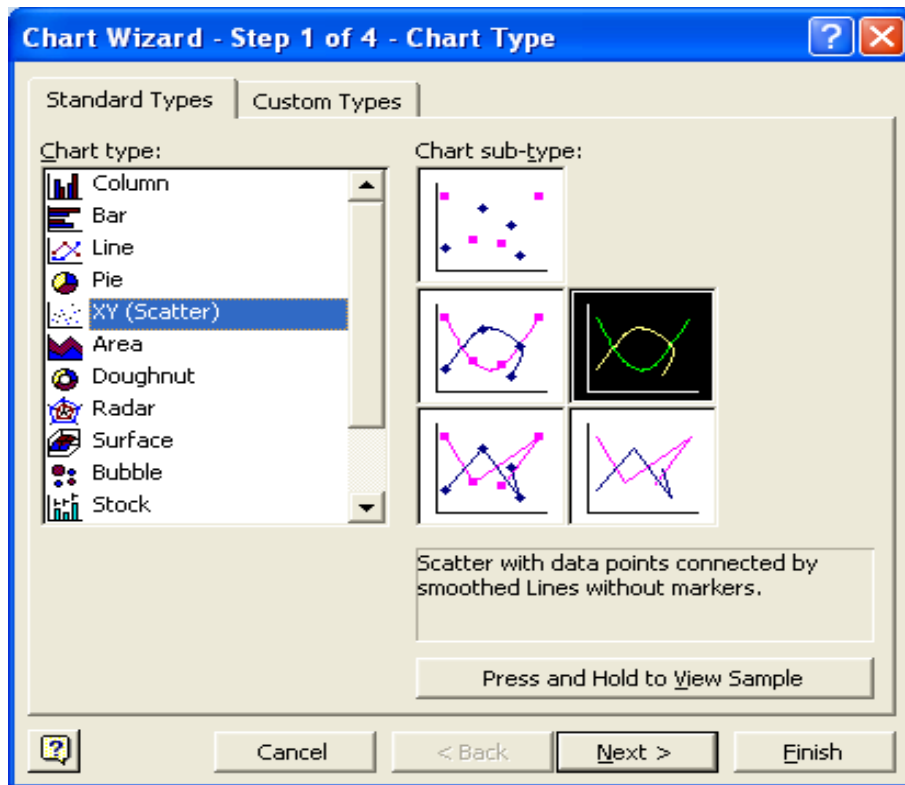 Chart Wizard - Step 1 of 4 - Chart Type
Standard Types
Custom Types
Chart type:
Column
Bar
Line
Pie
XY (Scatter)
Area
Doughnut
Radar
Surface
Bubble
Stock
Chart sub-type:
Scatter with data points connected by
smoothed Lines without markers.
Press and Hold to View Sample
Cancel
< Back
Next >
Finish